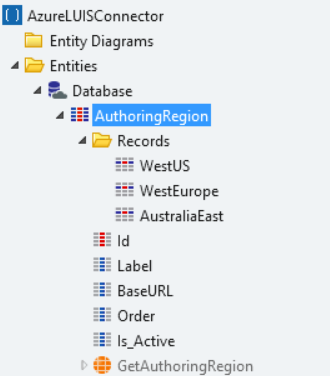 AzureLUISConnector
Entity Diagrams
Entities
Database
AuthoringRegion
Records
WestUS
WestEurope
AustraliaEast
Id
Label
BaseURL
Order
Is_Active
GetAuthoringRegion